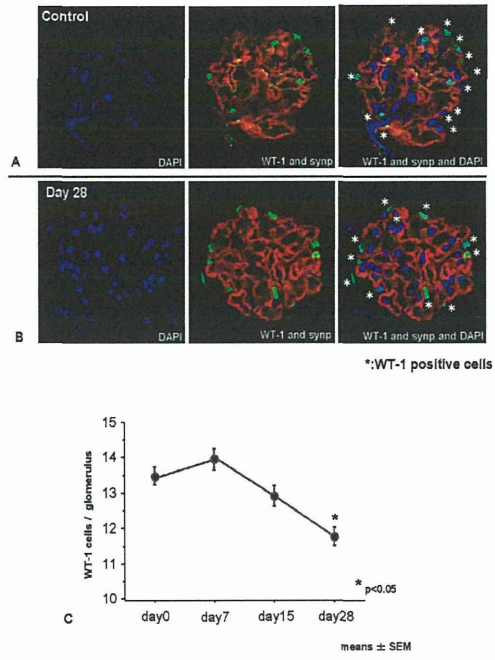 Control
A
DAPI
WT-1 and synp
WT-1 and synp and DAPI
* * * * * * * * * * * *
Day 28
B
DAPI
WT-1 and synp
WT-1 and synp and DAPI
* * * * * * * * * *
*:WT-1 positive cells
WT-1 cells / glomerulus
15
14
13
12
11
10
*
* p<0.05
C
day0 day7 day15 day28
means ± SEM